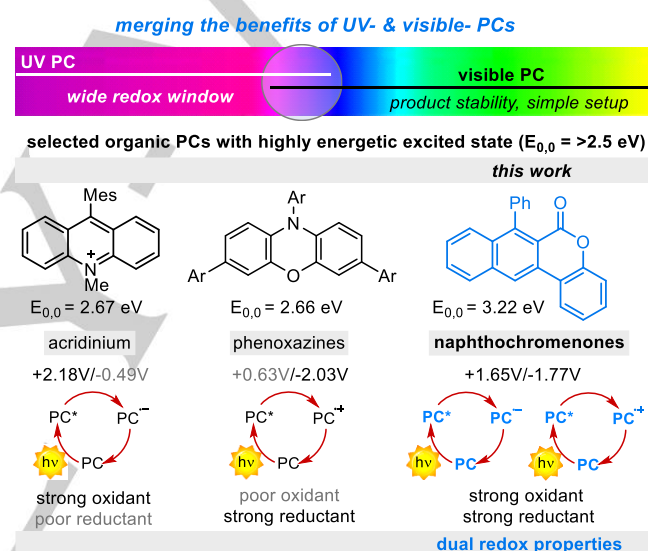 merging the benefits of UV- & visible- PCs
UV PC
visible PC
wide redox window
product stability, simple setup
selected organic PCs with highly energetic excited state (E0,0 = >2.5 eV)
this work
Mes
Ar
Ph
O
O
N
+
N
Me
Ar
O
Ar
E0,0 = 2.67 eV
E0,0 = 2.66 eV
E0,0 = 3.22 eV
acridinium
phenoxazines
naphthochromenones
+2.18V/-0.49V
+0.63V/-2.03V
+1.65V/-1.77V
PC* PC·−
PC* PC·+
PC* PC·−
PC* PC·+
hν PC
hν PC
hν PC
hν PC
strong oxidant
poor oxidant
strong oxidant
poor reductant
strong reductant
strong reductant
dual redox properties